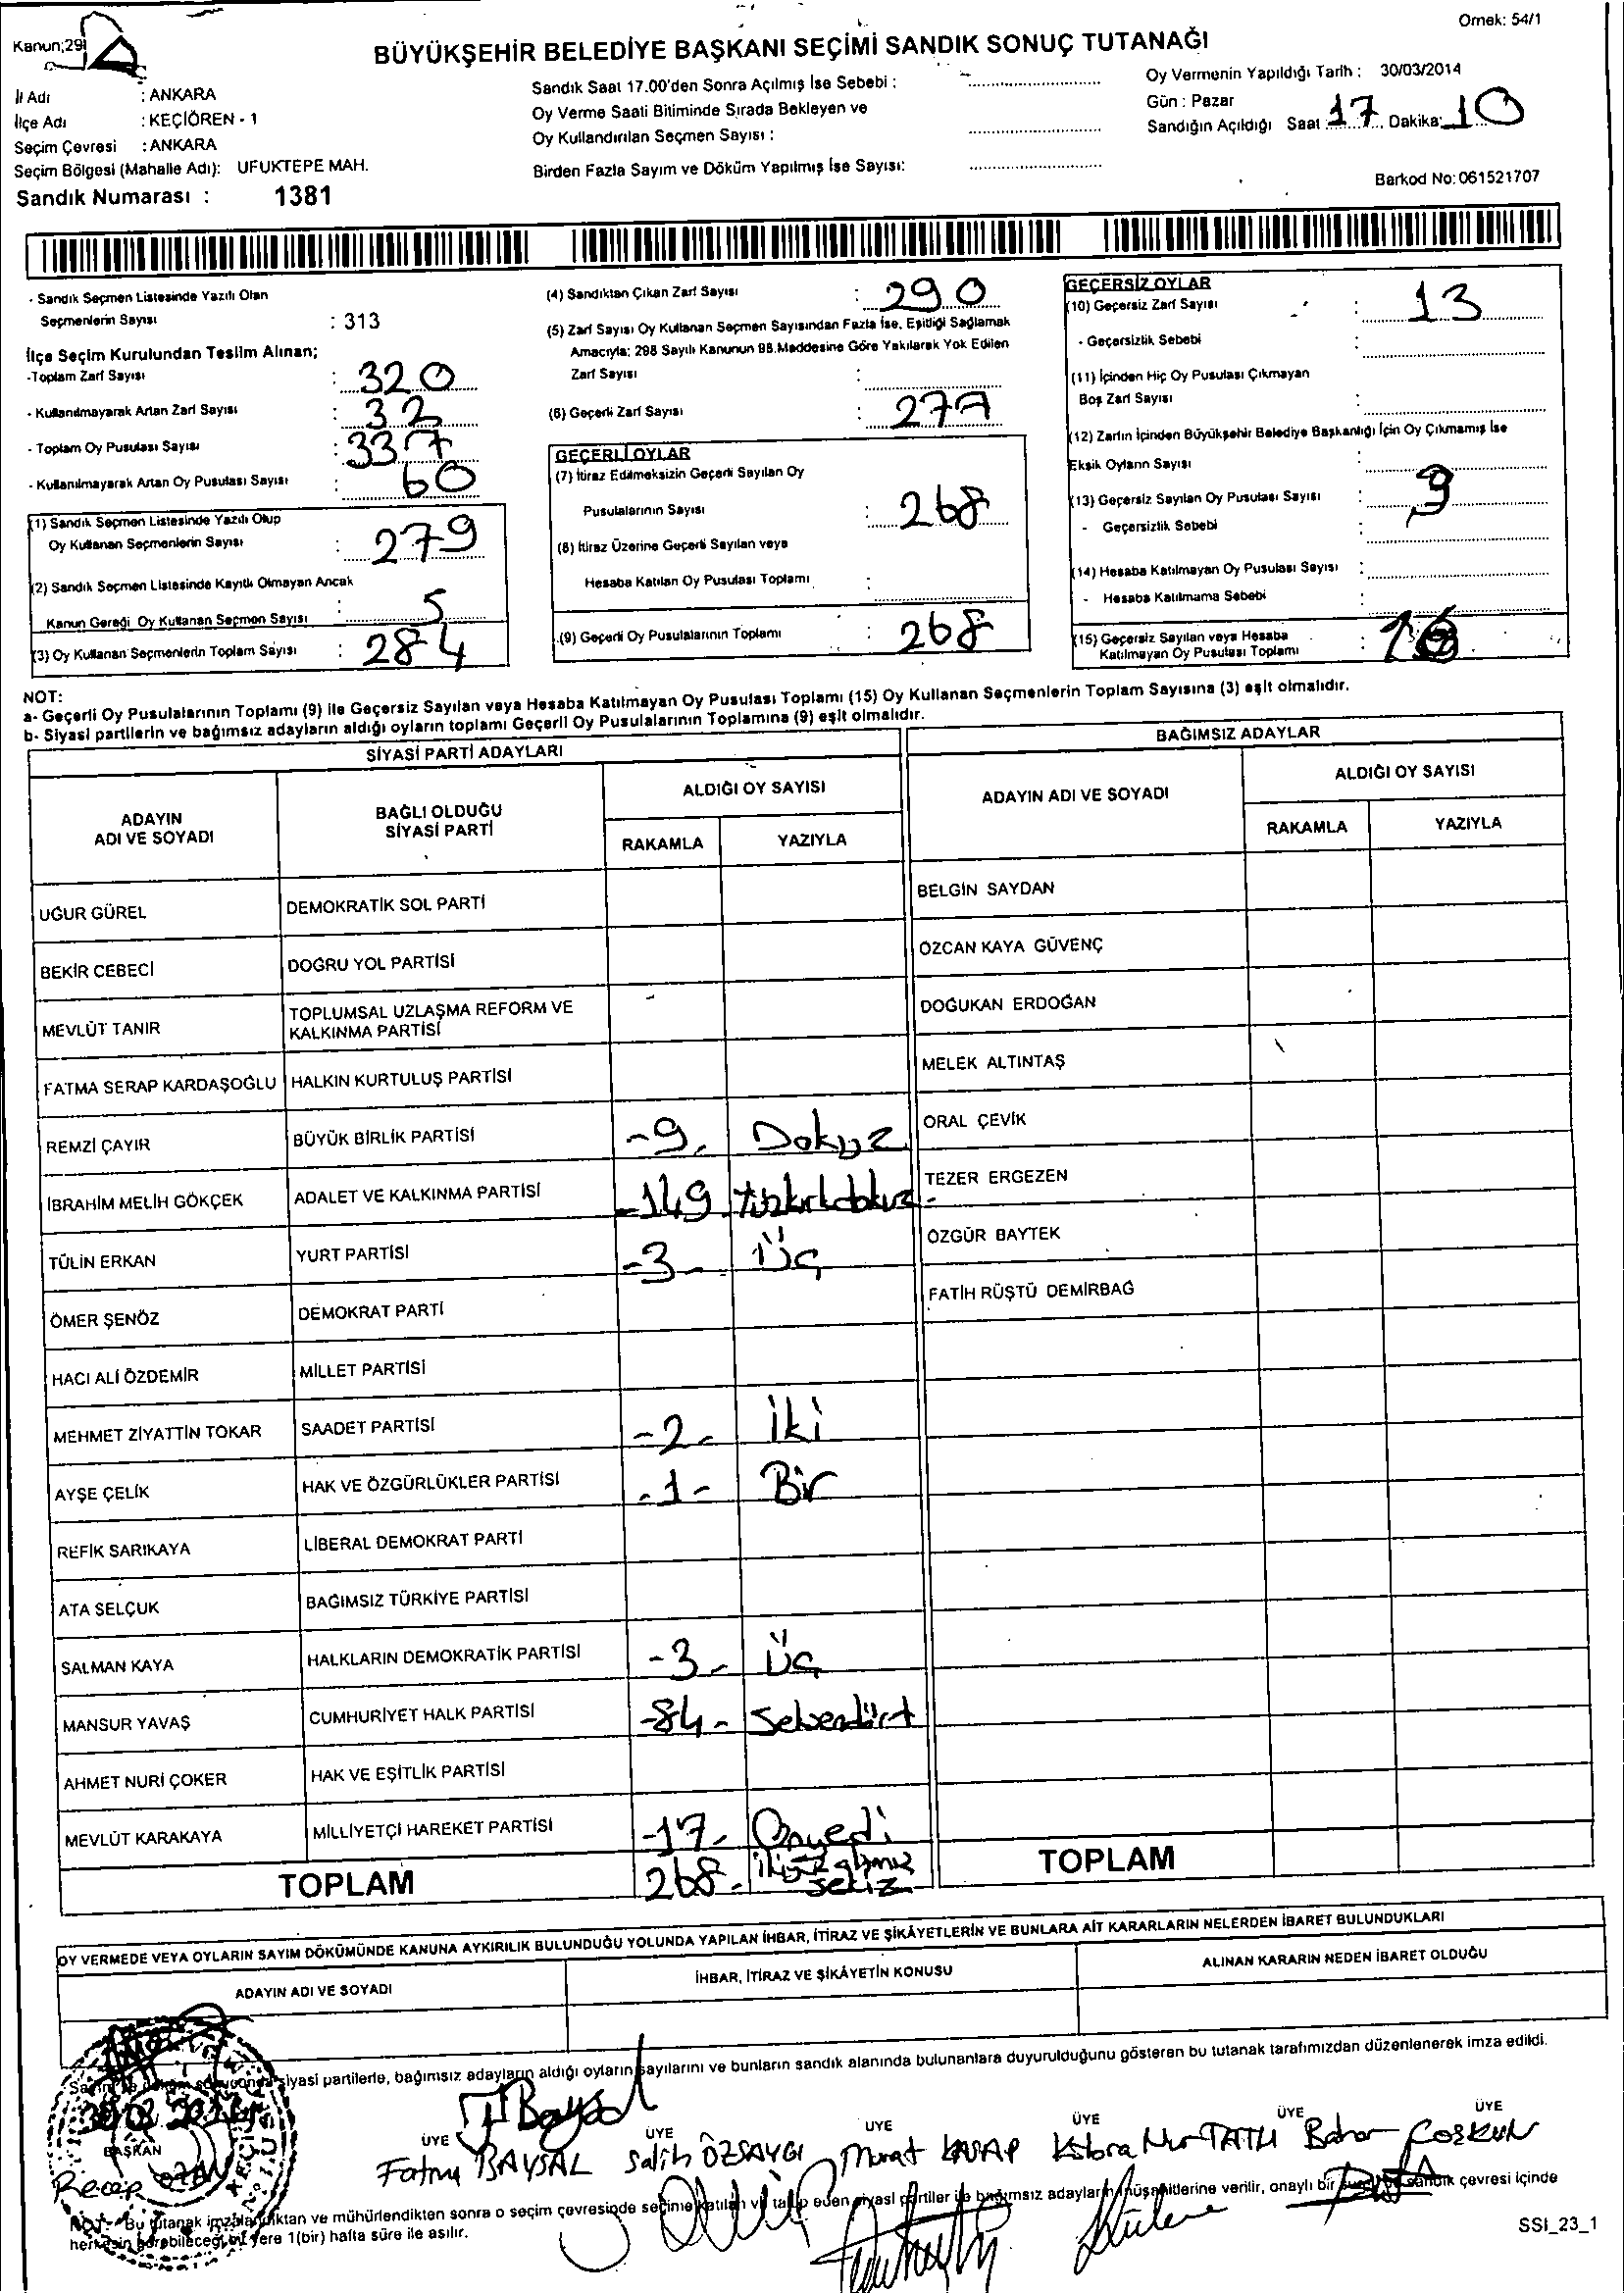 Örnek: 54/1
Kanun;29
BÜYÜKŞEHİR BELEDİYE BAŞKANI SEÇİMİ SANDIK SONUÇ TUTANAĞI
İl Adı : ANKARA
İlçe Adı : KEÇİÖREN - 1
Seçim Çevresi : ANKARA
Seçim Bölgesi (Mahalle Adı): UFUKTEPE MAH.
Sandık Numarası : 1381
Sandık Saat 17.00'den Sonra Açılmış İse Sebebi :
Oy Verme Saati Bitiminde Sırada Bekleyen ve
Oy Kullandırılan Seçmen Sayısı :
Birden Fazla Sayım ve Döküm Yapılmış İse Sayısı:
Oy Vermenin Yapıldığı Tarih : 30/03/2014
Gün : Pazar
Sandığın Açıldığı Saat 17 Dakika: 10
Barkod No: 061521707
- Sandık Seçmen Listesinde Yazılı Olan
Seçmenlerin Sayısı : 313
İlçe Seçim Kurulundan Teslim Alınan;
-Toplam Zarf Sayısı : 320
- Kullanılmayarak Artan Zarf Sayısı : 32
- Toplam Oy Pusulası Sayısı : 337
- Kullanılmayarak Artan Oy Pusulası Sayısı : 60
(1) Sandık Seçmen Listesinde Yazılı Olup
Oy Kullanan Seçmenlerin Sayısı : 279
(2) Sandık Seçmen Listesinde Kayıtlı Olmayan Ancak
Kanun Gereği Oy Kullanan Seçmen Sayısı : 5
(3) Oy Kullanan Seçmenlerin Toplam Sayısı : 284
(4) Sandıktan Çıkan Zarf Sayısı : 290
(5) Zarf Sayısı Oy Kullanan Seçmen Sayısından Fazla İse, Eşitliği Sağlamak
Amacıyla; 298 Sayılı Kanunun 98.Maddesine Göre Yakılarak Yok Edilen
Zarf Sayısı :
(6) Geçerli Zarf Sayısı : 277
GEÇERLİ OYLAR
(7) İtiraz Edilmeksizin Geçerli Sayılan Oy
Pusulalarının Sayısı : 268
(8) İtiraz Üzerine Geçerli Sayılan veya
Hesaba Katılan Oy Pusulası Toplamı :
(9) Geçerli Oy Pusulalarının Toplamı : 268
GEÇERSİZ OYLAR
(10) Geçersiz Zarf Sayısı : 13
- Geçersizlik Sebebi :
(11) İçinden Hiç Oy Pusulası Çıkmayan
Boş Zarf Sayısı :
(12) Zarfın İçinden Büyükşehir Belediye Başkanlığı İçin Oy Çıkmamış İse
Eksik Oyların Sayısı :
(13) Geçersiz Sayılan Oy Pusulası Sayısı : 9
- Geçersizlik Sebebi :
(14) Hesaba Katılmayan Oy Pusulası Sayısı :
- Hesaba Katılmama Sebebi :
(15) Geçersiz Sayılan veya Hesaba
Katılmayan Oy Pusulası Toplamı :
NOT:
a- Geçerli Oy Pusulalarının Toplamı (9) ile Geçersiz Sayılan veya Hesaba Katılmayan Oy Pusulası Toplamı (15) Oy Kullanan Seçmenlerin Toplam Sayısına (3) eşit olmalıdır.
b- Siyasi partilerin ve bağımsız adayların aldığı oyların toplamı Geçerli Oy Pusulalarının Toplamına (9) eşit olmalıdır.
SİYASİ PARTİ ADAYLARI
ADAYIN ADI VE SOYADI
BAĞLI OLDUĞU SİYASİ PARTİ
ALDIĞI OY SAYISI
RAKAMLA YAZIYLA
UĞUR GÜREL DEMOKRATİK SOL PARTİ
BEKİR CEBECİ DOĞRU YOL PARTİSİ
MEVLÜT TANIR TOPLUMSAL UZLAŞMA REFORM VE
KALKINMA PARTİSİ
FATMA SERAP KARDAŞOĞLU HALKIN KURTULUŞ PARTİSİ
REMZİ ÇAYIR BÜYÜK BİRLİK PARTİSİ -9- Dokuz
İBRAHİM MELİH GÖKÇEK ADALET VE KALKINMA PARTİSİ -149 Yüzkırkdokuz-
TÜLİN ERKAN YURT PARTİSİ -3- Üç
ÖMER ŞENÖZ DEMOKRAT PARTİ
HACI ALİ ÖZDEMİR MİLLET PARTİSİ
MEHMET ZİYATTİN TOKAR SAADET PARTİSİ -2- İki
AYŞE ÇELİK HAK VE ÖZGÜRLÜKLER PARTİSİ -1- Bir
REFİK SARIKAYA LİBERAL DEMOKRAT PARTİ
ATA SELÇUK BAĞIMSIZ TÜRKİYE PARTİSİ
SALMAN KAYA HALKLARIN DEMOKRATİK PARTİSİ -3- Üç
MANSUR YAVAŞ CUMHURİYET HALK PARTİSİ -84- Seksendört
AHMET NURİ ÇOKER HAK VE EŞİTLİK PARTİSİ
MEVLÜT KARAKAYA MİLLİYETÇİ HAREKET PARTİSİ -17- Onyedi
TOPLAM 268- İkiyüzaltmış
sekiz
BAĞIMSIZ ADAYLAR
ADAYIN ADI VE SOYADI
ALDIĞI OY SAYISI
RAKAMLA YAZIYLA
BELGİN SAYDAN
ÖZCAN KAYA GÜVENÇ
DOĞUKAN ERDOĞAN
MELEK ALTINTAŞ
ORAL ÇEVİK
TEZER ERGEZEN
ÖZGÜR BAYTEK
FATİH RÜŞTÜ DEMİRBAĞ
TOPLAM
OY VERMEDE VEYA OYLARIN SAYIM DÖKÜMÜNDE KANUNA AYKIRILIK BULUNDUĞU YOLUNDA YAPILAN İHBAR, İTİRAZ VE ŞİKÂYETLERİN VE BUNLARA AİT KARARLARIN NELERDEN İBARET BULUNDUKLARI
ADAYIN ADI VE SOYADI İHBAR, İTİRAZ VE ŞİKÂYETİN KONUSU ALINAN KARARIN NEDEN İBARET OLDUĞU
siyasi partilerle, bağımsız adayların aldığı oyların sayılarını ve bunların sandık alanında bulunanlara duyurulduğunu gösteren bu tutanak tarafımızdan düzenlenerek imza edildi.
BAŞKAN ÜYE ÜYE ÜYE ÜYE ÜYE ÜYE
Recep OZAN Fatma BAYSAL Salih ÖZSAYGI Murat KASAP Kübra Nur TATLI Bahar COŞKUN
NOT- Bu tutanak imzalandıktan ve mühürlendikten sonra o seçim çevresinde seçime katılan ve talep eden siyasi partiler ile bağımsız adayların müşahitlerine verilir, onaylı bir sandık çevresi içinde
herkesin görebileceği bir yere 1(bir) hafta süre ile asılır.
SSI_23_1